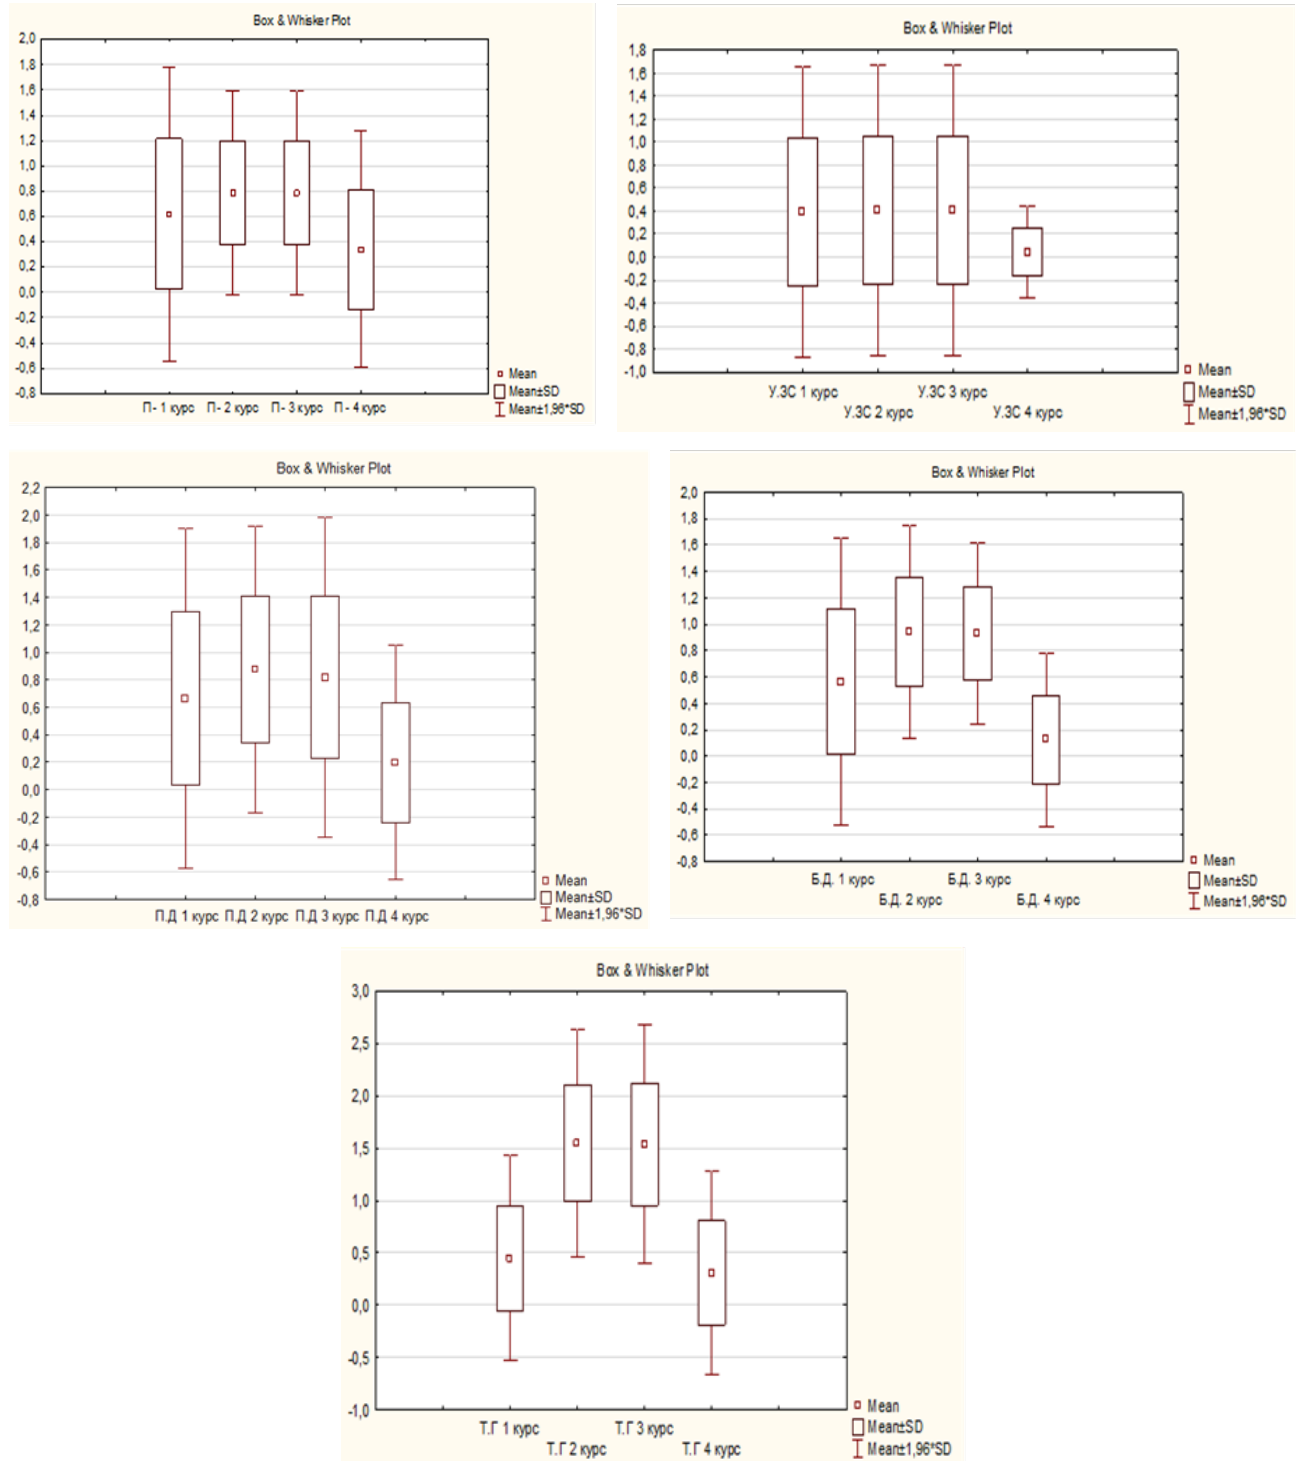 Box & Whisker Plot
2,0
1,8
1,6
1,4
1,2
1,0
0,8
0,6
0,4
0,2
0,0
-0,2
-0,4
-0,6
-0,8
П- 1 курс П- 2 курс П- 3 курс П- 4 курс
Mean
Mean±SD
Mean±1,96*SD
Box & Whisker Plot
1,8
1,6
1,4
1,2
1,0
0,8
0,6
0,4
0,2
0,0
-0,2
-0,4
-0,6
-0,8
-1,0
У.ЗС 1 курс У.ЗС 3 курс
У.ЗС 2 курс У.ЗС 4 курс
Mean
Mean±SD
Mean±1,96*SD
Box & Whisker Plot
2,2
2,0
1,8
1,6
1,4
1,2
1,0
0,8
0,6
0,4
0,2
0,0
-0,2
-0,4
-0,6
-0,8
П.Д 1 курс П.Д 2 курс П.Д 3 курс П.Д 4 курс
Mean
Mean±SD
Mean±1,96*SD
Box & Whisker Plot
2,0
1,8
1,6
1,4
1,2
1,0
0,8
0,6
0,4
0,2
0,0
-0,2
-0,4
-0,6
-0,8
Б.Д. 1 курс Б.Д. 3 курс
Б.Д. 2 курс Б.Д. 4 курс
Mean
Mean±SD
Mean±1,96*SD
Box & Whisker Plot
3,0
2,5
2,0
1,5
1,0
0,5
0,0
-0,5
-1,0
Т.Г 1 курс Т.Г 3 курс
Т.Г 2 курс Т.Г 4 курс
Mean
Mean±SD
Mean±1,96*SD